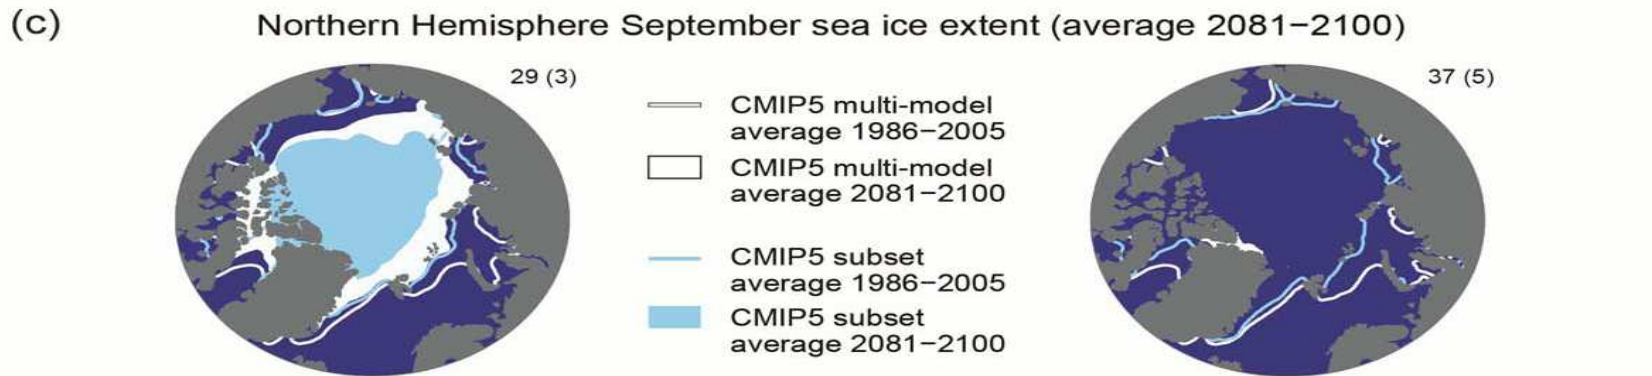 (c)
Northern Hemisphere September sea ice extent (average 2081−2100)
29 (3)
CMIP5 multi-model
average 1986−2005
CMIP5 multi-model
average 2081−2100
CMIP5 subset
average 1986−2005
CMIP5 subset
average 2081−2100
37 (5)